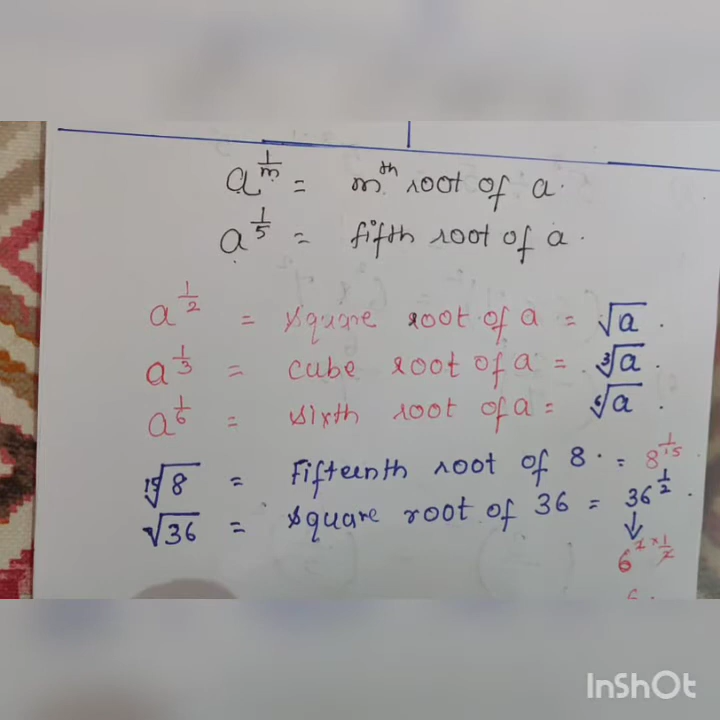 a^{1/m} = mth root of a.
a^{1/5} = fifth root of a.
a^{1/2} = square root of a = √a.
a^{1/3} = cube root of a = ∛a.
a^{1/6} = sixth root of a = ⁶√a.
¹⁵√8 = Fifteenth root of 8. = 8^{1/15}
√36 = square root of 36 = 36^{1/2}.
↓
6^{2×1/2}
6.
InShOt